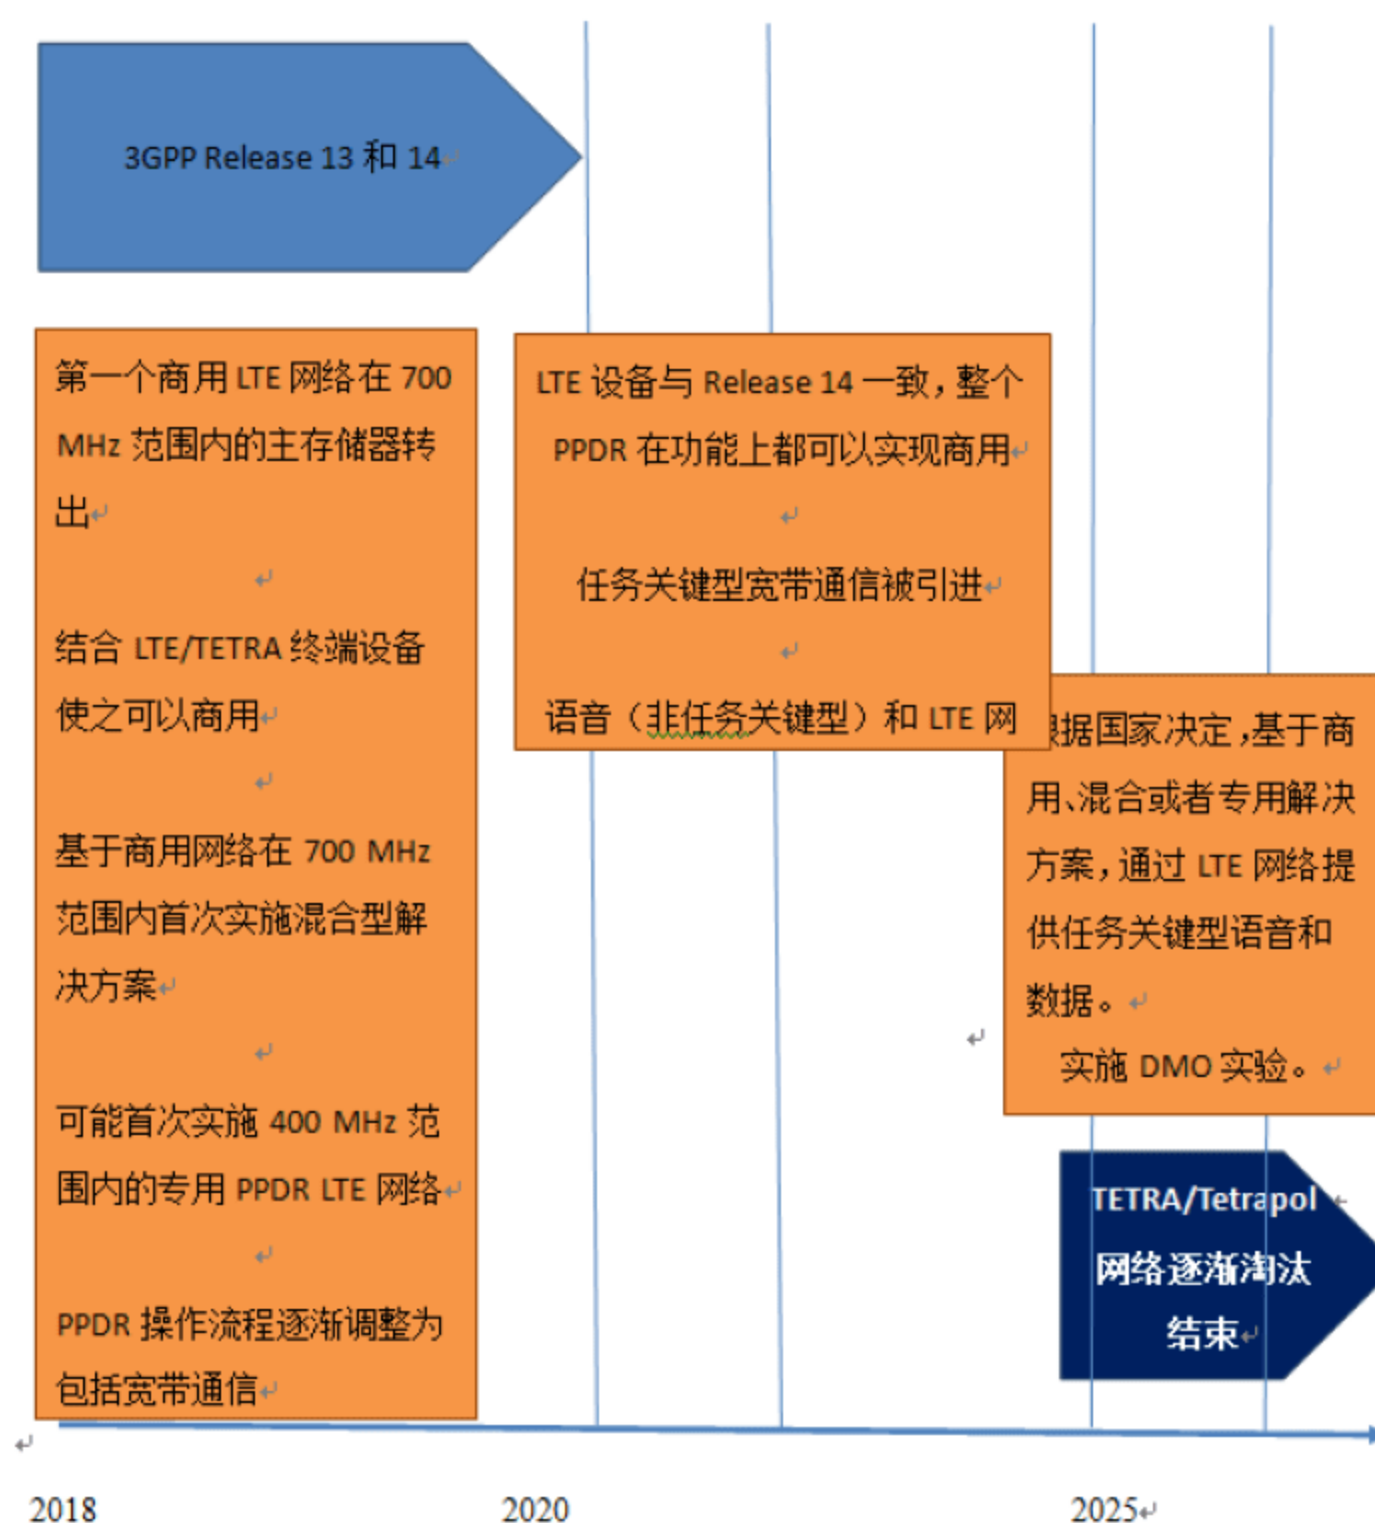 3GPP Release 13 和 14
第一个商用 LTE 网络在 700
MHz 范围内的主存储器转
出
结合 LTE/TETRA 终端设备
使之可以商用
基于商用网络在 700 MHz
范围内首次实施混合型解
决方案
可能首次实施 400 MHz 范
围内的专用 PPDR LTE 网络
PPDR 操作流程逐渐调整为
包括宽带通信
LTE 设备与 Release 14 一致，整个
PPDR 在功能上都可以实现商用
任务关键型宽带通信被引进
语音（非任务关键型）和 LTE 网
根据国家决定，基于商
用、混合或者专用解决
方案，通过 LTE 网络提
供任务关键型语音和
数据。
实施 DMO 实验。
TETRA/Tetrapol
网络逐渐淘汰
结束
2018
2020
2025